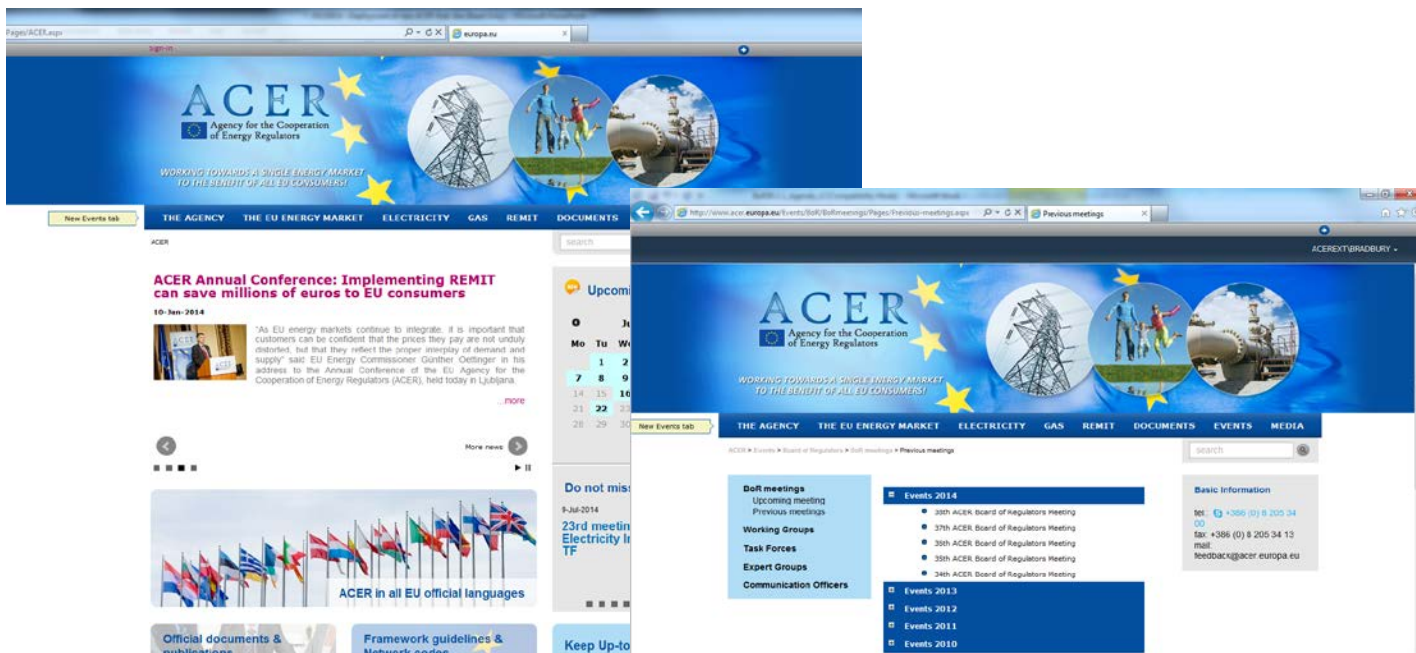 Pages/ACER.aspx
europa.eu
sign-in
ACER
Agency for the Cooperation
of Energy Regulators
WORKING TOWARDS A SINGLE ENERGY MARKET
TO THE BENEFIT OF ALL EU CONSUMERS!
New Events tab
THE AGENCY THE EU ENERGY MARKET ELECTRICITY GAS REMIT DOCUMENTS
ACER
search
ACER Annual Conference: Implementing REMIT
can save millions of euros to EU consumers
10-Jan-2014
"As EU energy markets continue to integrate, it is important that
customers can be confident that the prices they pay are not unduly
distorted, but that they reflect the proper interplay of demand and
supply" said EU Energy Commissioner Günther Oettinger in his
address to the Annual Conference of the EU Agency for the
Cooperation of Energy Regulators (ACER), held today in Ljubljana.
...more
More news
ACER in all EU official languages
Official documents &
publications
Framework guidelines &
Network codes
Upcomi
Ju
Mo Tu We
1 2
7 8 9
14 15 16
21 22 23
28 29 30
Do not miss
9-Jul-2014
23rd meetin
Electricity In
TF
Keep Up-to
http://www.acer.europa.eu/Events/BoR/BoRmeetings/Pages/Previous-meetings.aspx
Previous meetings
ACEREXT\BRADBURY
ACER
Agency for the Cooperation
of Energy Regulators
WORKING TOWARDS A SINGLE ENERGY MARKET
TO THE BENEFIT OF ALL EU CONSUMERS!
New Events tab
THE AGENCY THE EU ENERGY MARKET ELECTRICITY GAS REMIT DOCUMENTS EVENTS MEDIA
ACER > Events > Board of Regulators > BoR meetings > Previous meetings
search
BoR meetings
Upcoming meeting
Previous meetings
Working Groups
Task Forces
Expert Groups
Communication Officers
Events 2014
38th ACER Board of Regulators Meeting
37th ACER Board of Regulators Meeting
ACER Board of Regulators Meeting
35th ACER Board of Regulators Meeting
34th ACER Board of Regulators Meeting
Events 2013
Events 2012
Events 2011
Events 2010
Basic Information
tel.: +386 (0) 8 205 34
00
fax: +386 (0) 8 205 34 13
mail:
feedback@acer.europa.eu